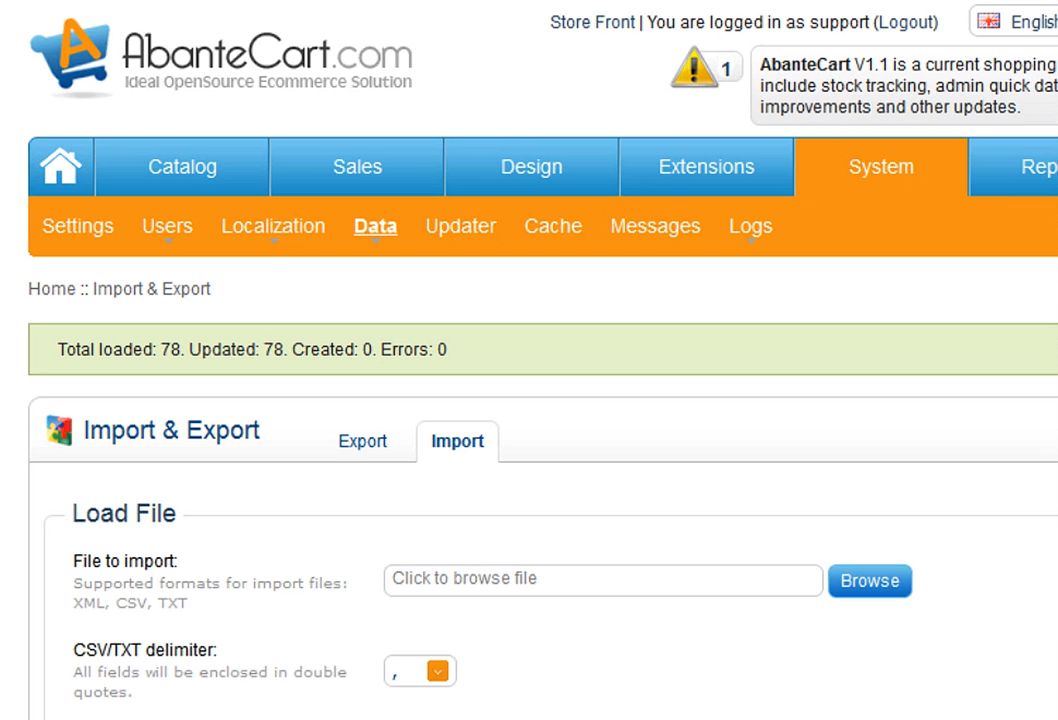 Store Front | You are logged in as support (Logout)
AbanteCart.com
Ideal OpenSource Ecommerce Solution
1
AbanteCart V1.1 is a current shopping
include stock tracking, admin quick
improvements and other updates.
Catalog Sales Design Extensions System
Settings Users Localization Data Updater Cache Messages Logs
Home :: Import & Export
Total loaded: 78. Updated: 78. Created: 0. Errors: 0
Import & Export Export Import
Load File
File to import:
Supported formats for import files:
XML, CSV, TXT
Click to browse file Browse
CSV/TXT delimiter:
All fields will be enclosed in double
quotes.
,